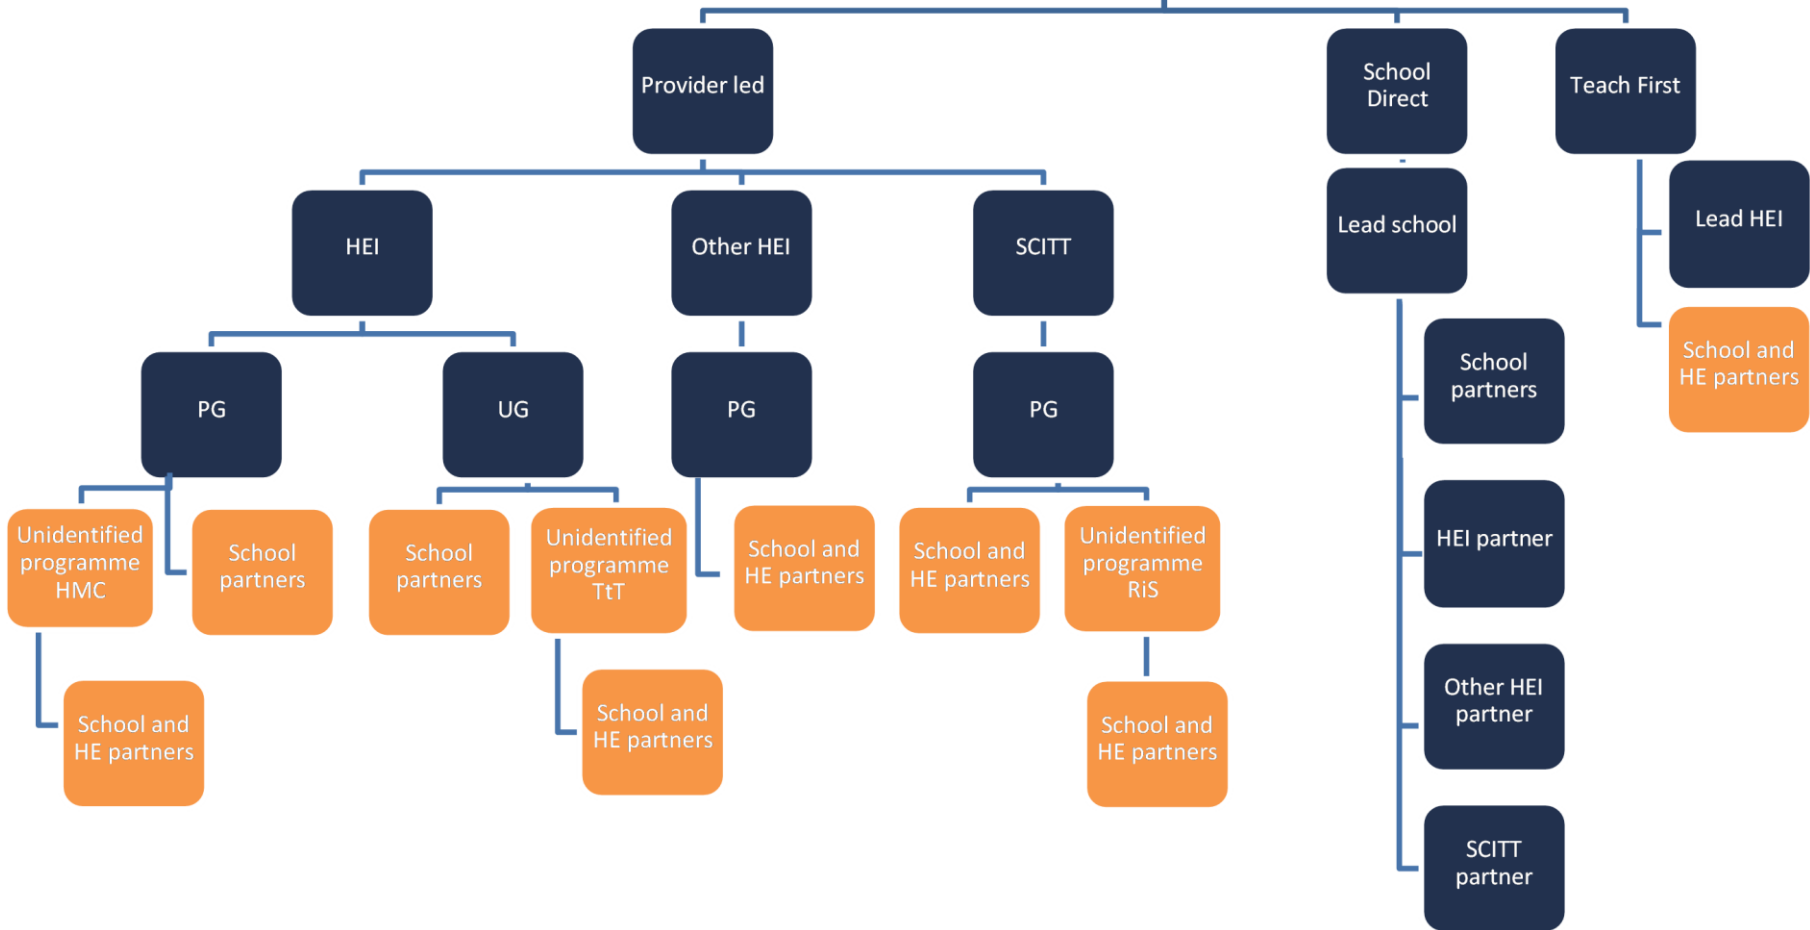 Provider led
School
Direct
Teach First
HEI
Other HEI
SCITT
Lead school
Lead HEI
PG
UG
PG
PG
School
partners
School and
HE partners
Unidentified
programme
HMC
School
partners
School
partners
Unidentified
programme
TtT
School and
HE partners
School and
HE partners
Unidentified
programme
RiS
HEI partner
School and
HE partners
School and
HE partners
School and
HE partners
Other HEI
partner
SCITT
partner